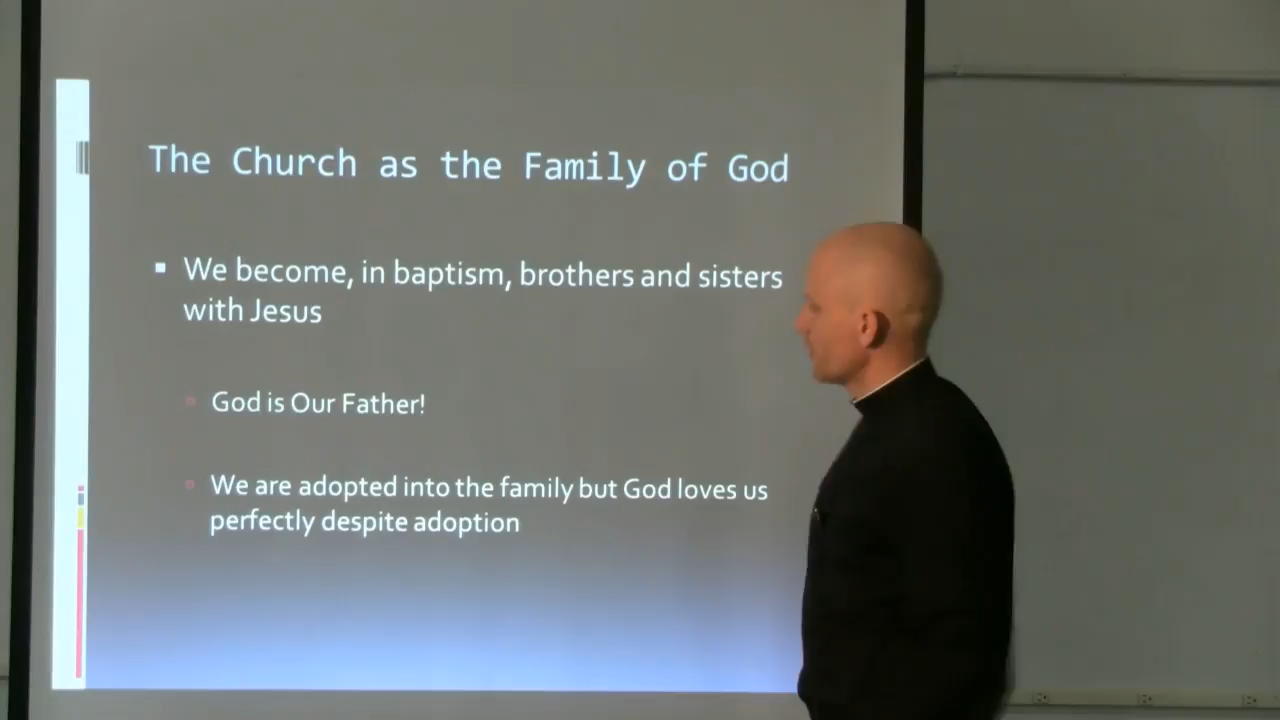 The Church as the Family of God
We become, in baptism, brothers and sisters
with Jesus
God is Our Father!
We are adopted into the family but God loves us
perfectly despite adoption